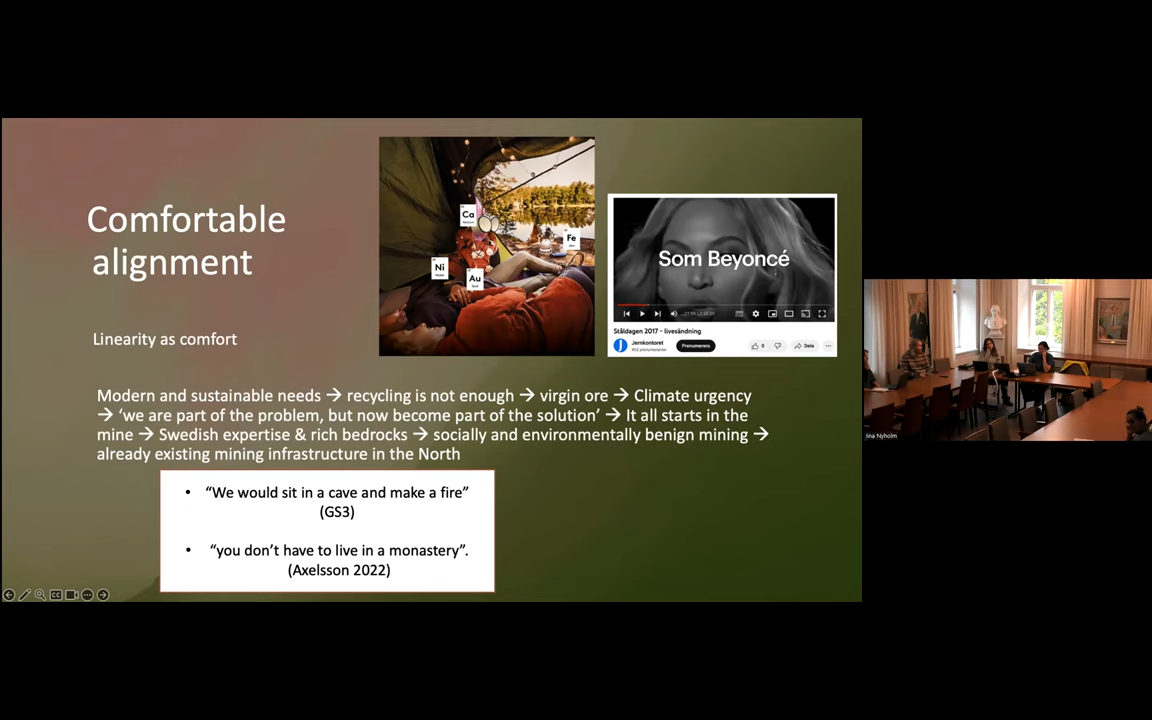 Comfortable
alignment
Linearity as comfort
Ca
Fe
Ni
Au
Som Beyoncé
Ståldagen 2017 - livesändning
Jernkontoret
Prenumerera
Dela
Modern and sustainable needs → recycling is not enough → virgin ore → Climate urgency
→ ‘we are part of the problem, but now become part of the solution’ → It all starts in the
mine → Swedish expertise & rich bedrocks → socially and environmentally benign mining →
already existing mining infrastructure in the North
• “We would sit in a cave and make a fire”
(GS3)
• “you don’t have to live in a monastery”.
(Axelsson 2022)
CC
Iina Nyholm